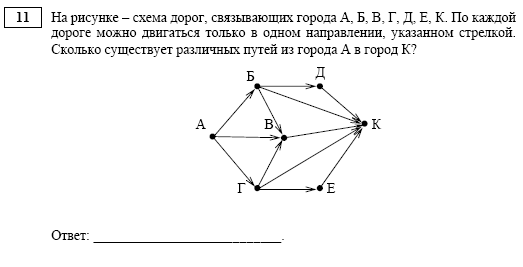 11 На рисунке – схема дорог, связывающих города А, Б, В, Г, Д, Е, К. По каждой
дороге можно двигаться только в одном направлении, указанном стрелкой.
Сколько существует различных путей из города А в город К?
Б Д
А В К
Г Е
Ответ: ___________________________.